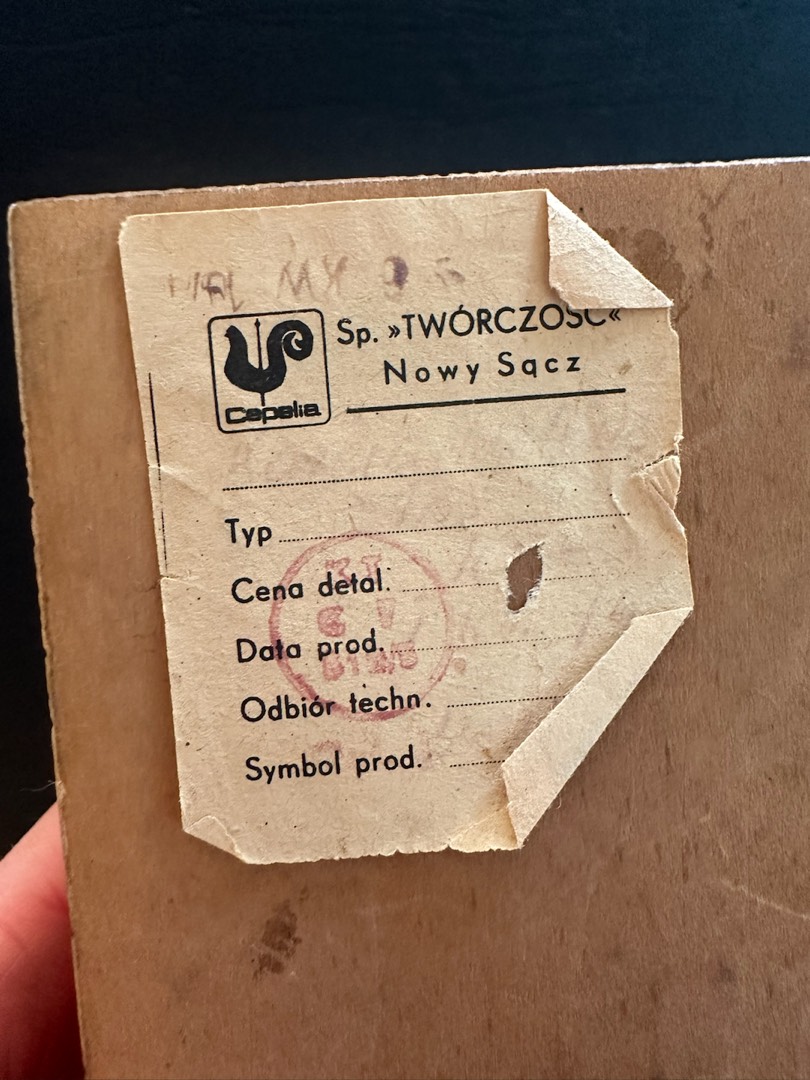 Cepelia
Sp. »TWÓRCZOŚĆ«
Nowy Sącz
Typ
Cena detal.
Data prod.
Odbiór techn.
Symbol prod.